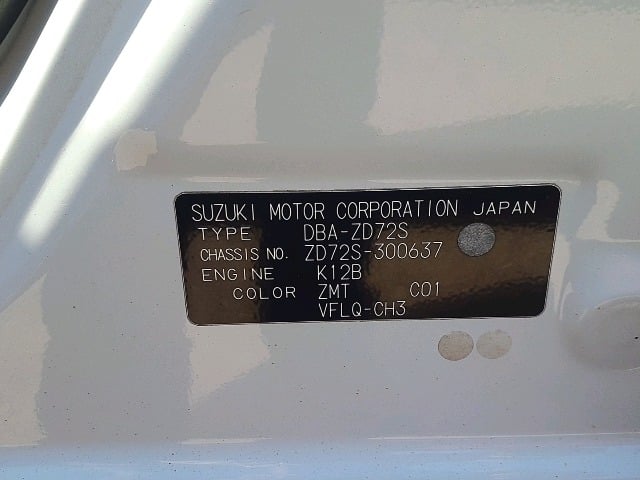 SUZUKI MOTOR CORPORATION JAPAN
TYPE DBA-ZD72S
CHASSIS NO. ZD72S-300637
ENGINE K12B
COLOR ZMT C01
VFLQ-CH3